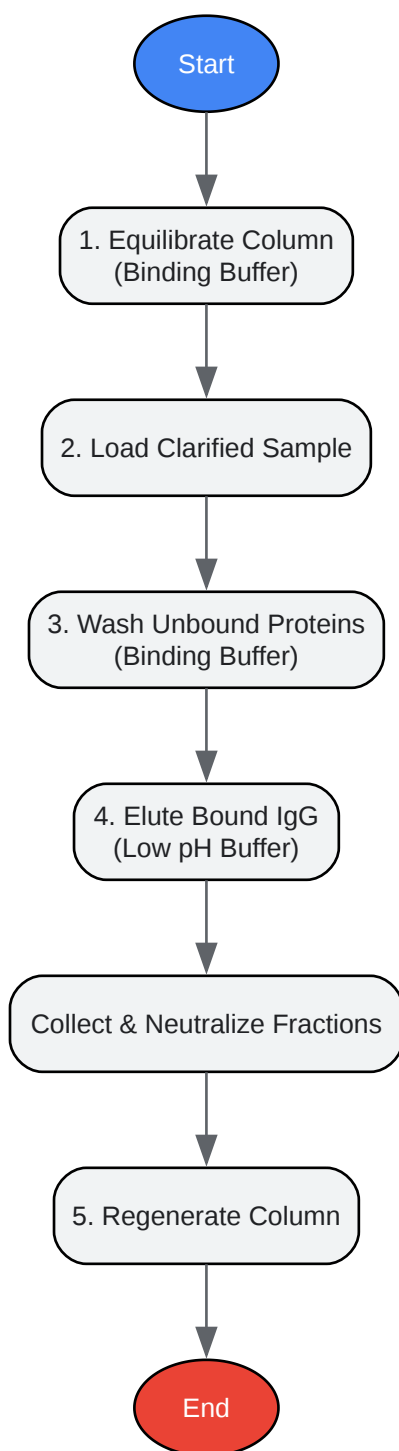 Start
1. Equilibrate Column
(Binding Buffer)
2. Load Clarified Sample
3. Wash Unbound Proteins
(Binding Buffer)
4. Elute Bound IgG
(Low pH Buffer)
Collect & Neutralize Fractions
5. Regenerate Column
End